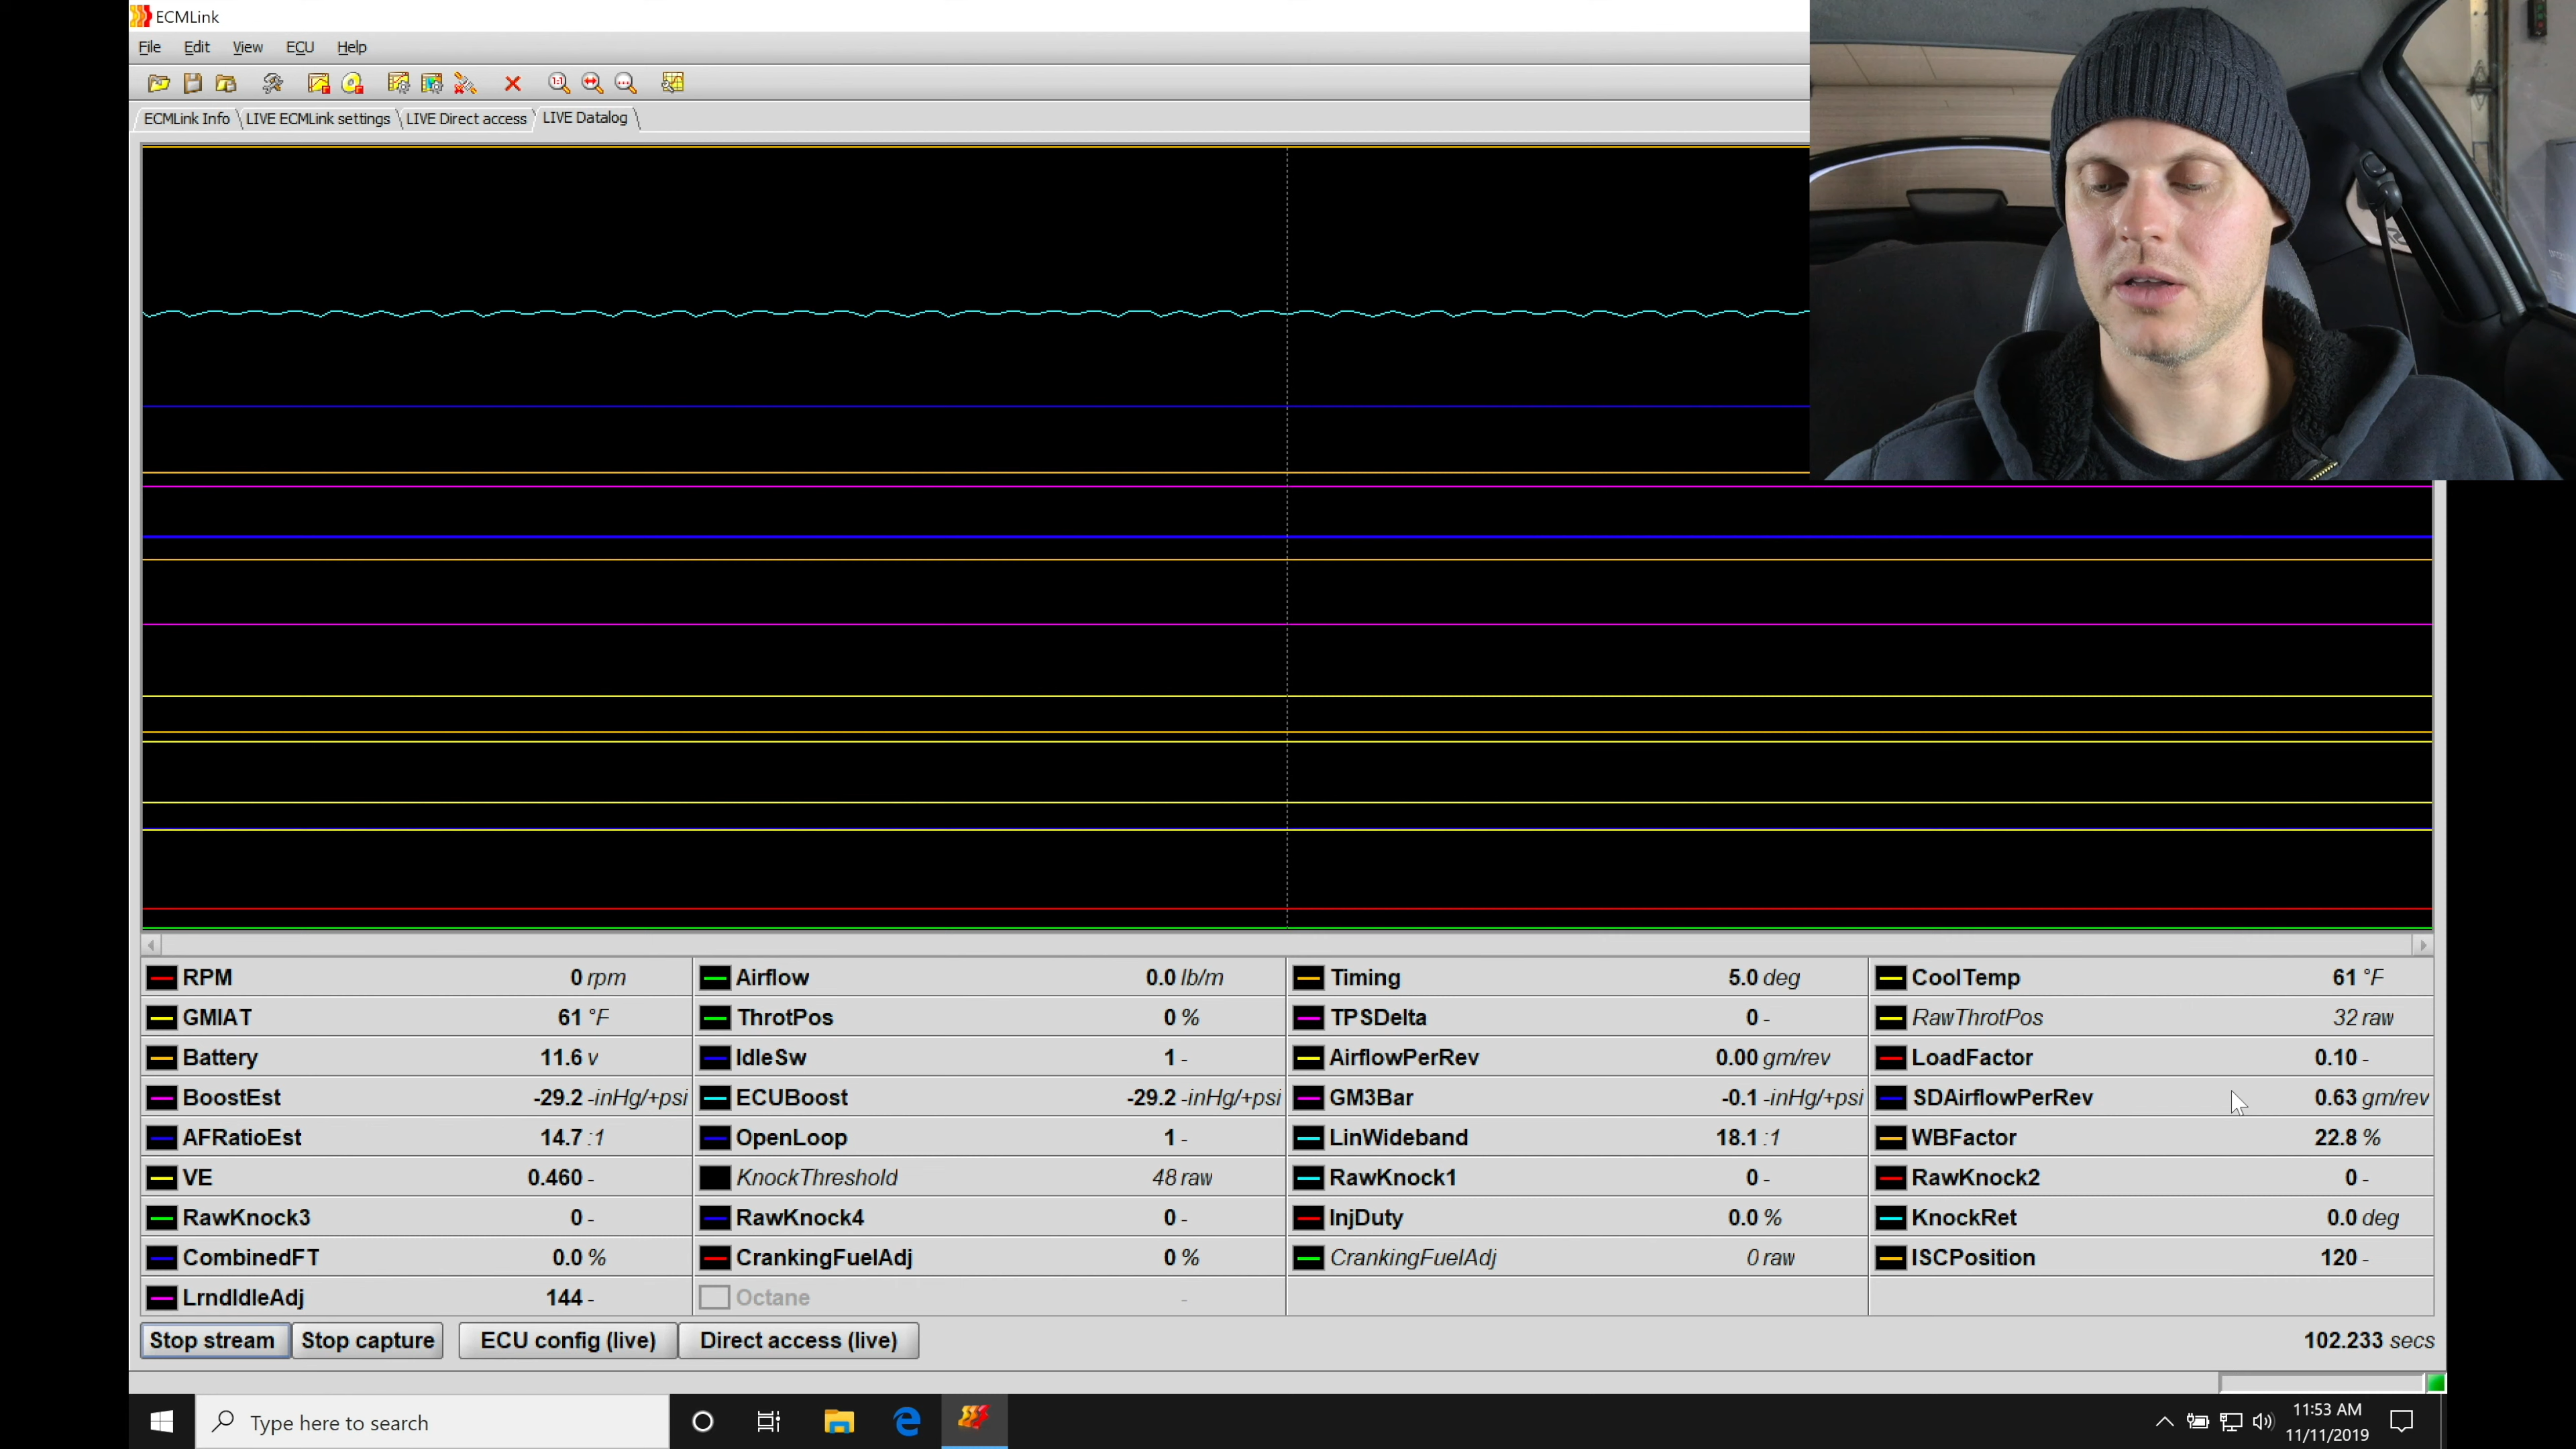 ECMLink
File Edit View ECU Help
ECMLink Info LIVE ECMLink settings LIVE Direct access LIVE Datalog
RPM 0 rpm Airflow 0.0 lb/m Timing 5.0 deg CoolTemp 61 °F
GMIAT 61 °F ThrotPos 0 % TPSDelta 0 - RawThrotPos 32 raw
Battery 11.6 v IdleSw 1 - AirflowPerRev 0.00 gm/rev LoadFactor 0.10 -
BoostEst -29.2 -inHg/+psi ECUBoost -29.2 -inHg/+psi GM3Bar -0.1 -inHg/+psi SDAirflowPerRev 0.63 gm/rev
AFRatioEst 14.7 :1 OpenLoop 1 - LinWideband 18.1 :1 WBFactor 22.8 %
VE 0.460 - KnockThreshold 48 raw RawKnock1 0 - RawKnock2 0 -
RawKnock3 0 - RawKnock4 0 - InjDuty 0.0 % KnockRet 0.0 deg
CombinedFT 0.0 % CrankingFuelAdj 0 % CrankingFuelAdj 0 raw ISCPosition 120 -
LrndIdleAdj 144 - Octane -
Stop stream Stop capture ECU config (live) Direct access (live) 102.233 secs
Type here to search
11:53 AM
11/11/2019